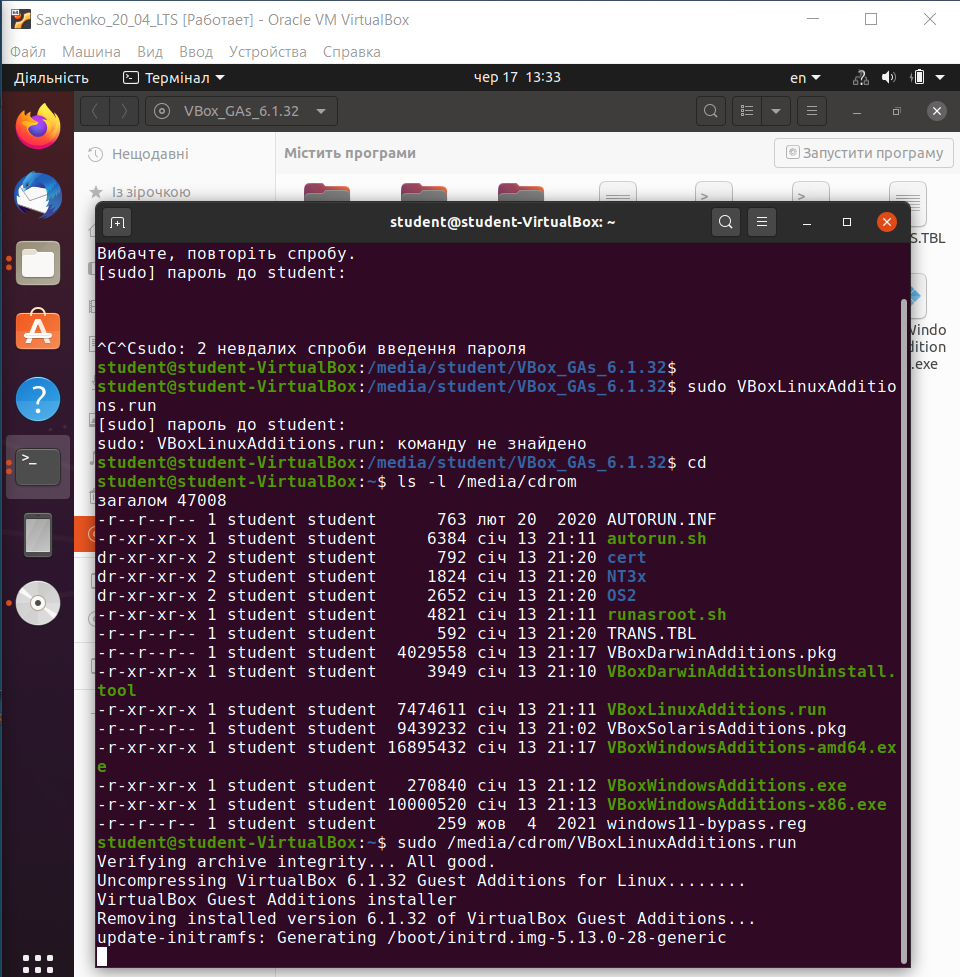 Savchenko_20_04_LTS [Работает] - Oracle VM VirtualBox
Файл Машина Вид Ввод Устройства Справка
Діяльність Термінал чер 17 13:33 en
VBox_GAs_6.1.32
Нещодавні
Містить програми
Запустити програму
Із зірочкою
S.TBL
indo
dition
.exe
student@student-VirtualBox: ~
Вибачте, повторіть спробу.
[sudo] пароль до student:
^C^Csudo: 2 невдалих спроби введення пароля
student@student-VirtualBox:/media/student/VBox_GAs_6.1.32$
student@student-VirtualBox:/media/student/VBox_GAs_6.1.32$ sudo VBoxLinuxAdditio
ns.run
[sudo] пароль до student:
sudo: VBoxLinuxAdditions.run: команду не знайдено
student@student-VirtualBox:/media/student/VBox_GAs_6.1.32$ cd
student@student-VirtualBox:~$ ls -l /media/cdrom
загалом 47008
-r--r--r-- 1 student student      763 лют 20  2020 AUTORUN.INF
-r-xr-xr-x 1 student student     6384 січ 13 21:11 autorun.sh
dr-xr-xr-x 2 student student      792 січ 13 21:20 cert
dr-xr-xr-x 2 student student     1824 січ 13 21:20 NT3x
dr-xr-xr-x 2 student student     2652 січ 13 21:20 OS2
-r-xr-xr-x 1 student student     4821 січ 13 21:11 runasroot.sh
-r--r--r-- 1 student student      592 січ 13 21:20 TRANS.TBL
-r--r--r-- 1 student student  4029558 січ 13 21:17 VBoxDarwinAdditions.pkg
-r-xr-xr-x 1 student student     3949 січ 13 21:10 VBoxDarwinAdditionsUninstall.
tool
-r-xr-xr-x 1 student student  7474611 січ 13 21:11 VBoxLinuxAdditions.run
-r--r--r-- 1 student student  9439232 січ 13 21:02 VBoxSolarisAdditions.pkg
-r-xr-xr-x 1 student student 16895432 січ 13 21:17 VBoxWindowsAdditions-amd64.ex
e
-r-xr-xr-x 1 student student   270840 січ 13 21:12 VBoxWindowsAdditions.exe
-r-xr-xr-x 1 student student 10000520 січ 13 21:13 VBoxWindowsAdditions-x86.exe
-r--r--r-- 1 student student      259 жов  4  2021 windows11-bypass.reg
student@student-VirtualBox:~$ sudo /media/cdrom/VBoxLinuxAdditions.run
Verifying archive integrity... All good.
Uncompressing VirtualBox 6.1.32 Guest Additions for Linux........
VirtualBox Guest Additions installer
Removing installed version 6.1.32 of VirtualBox Guest Additions...
update-initramfs: Generating /boot/initrd.img-5.13.0-28-generic